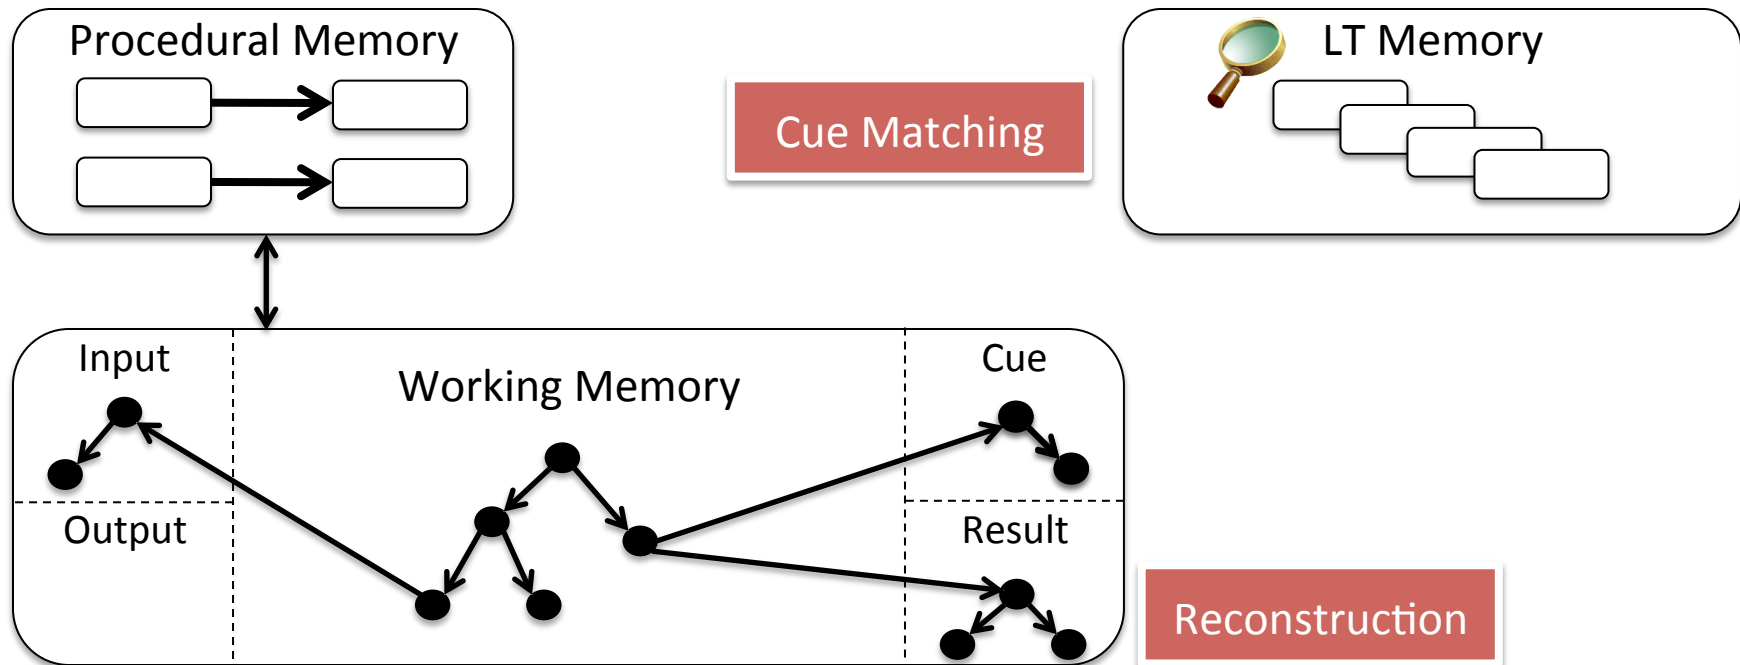 Procedural Memory
LT Memory
Cue Matching
Input
Working Memory
Cue
Output
Result
Reconstruction